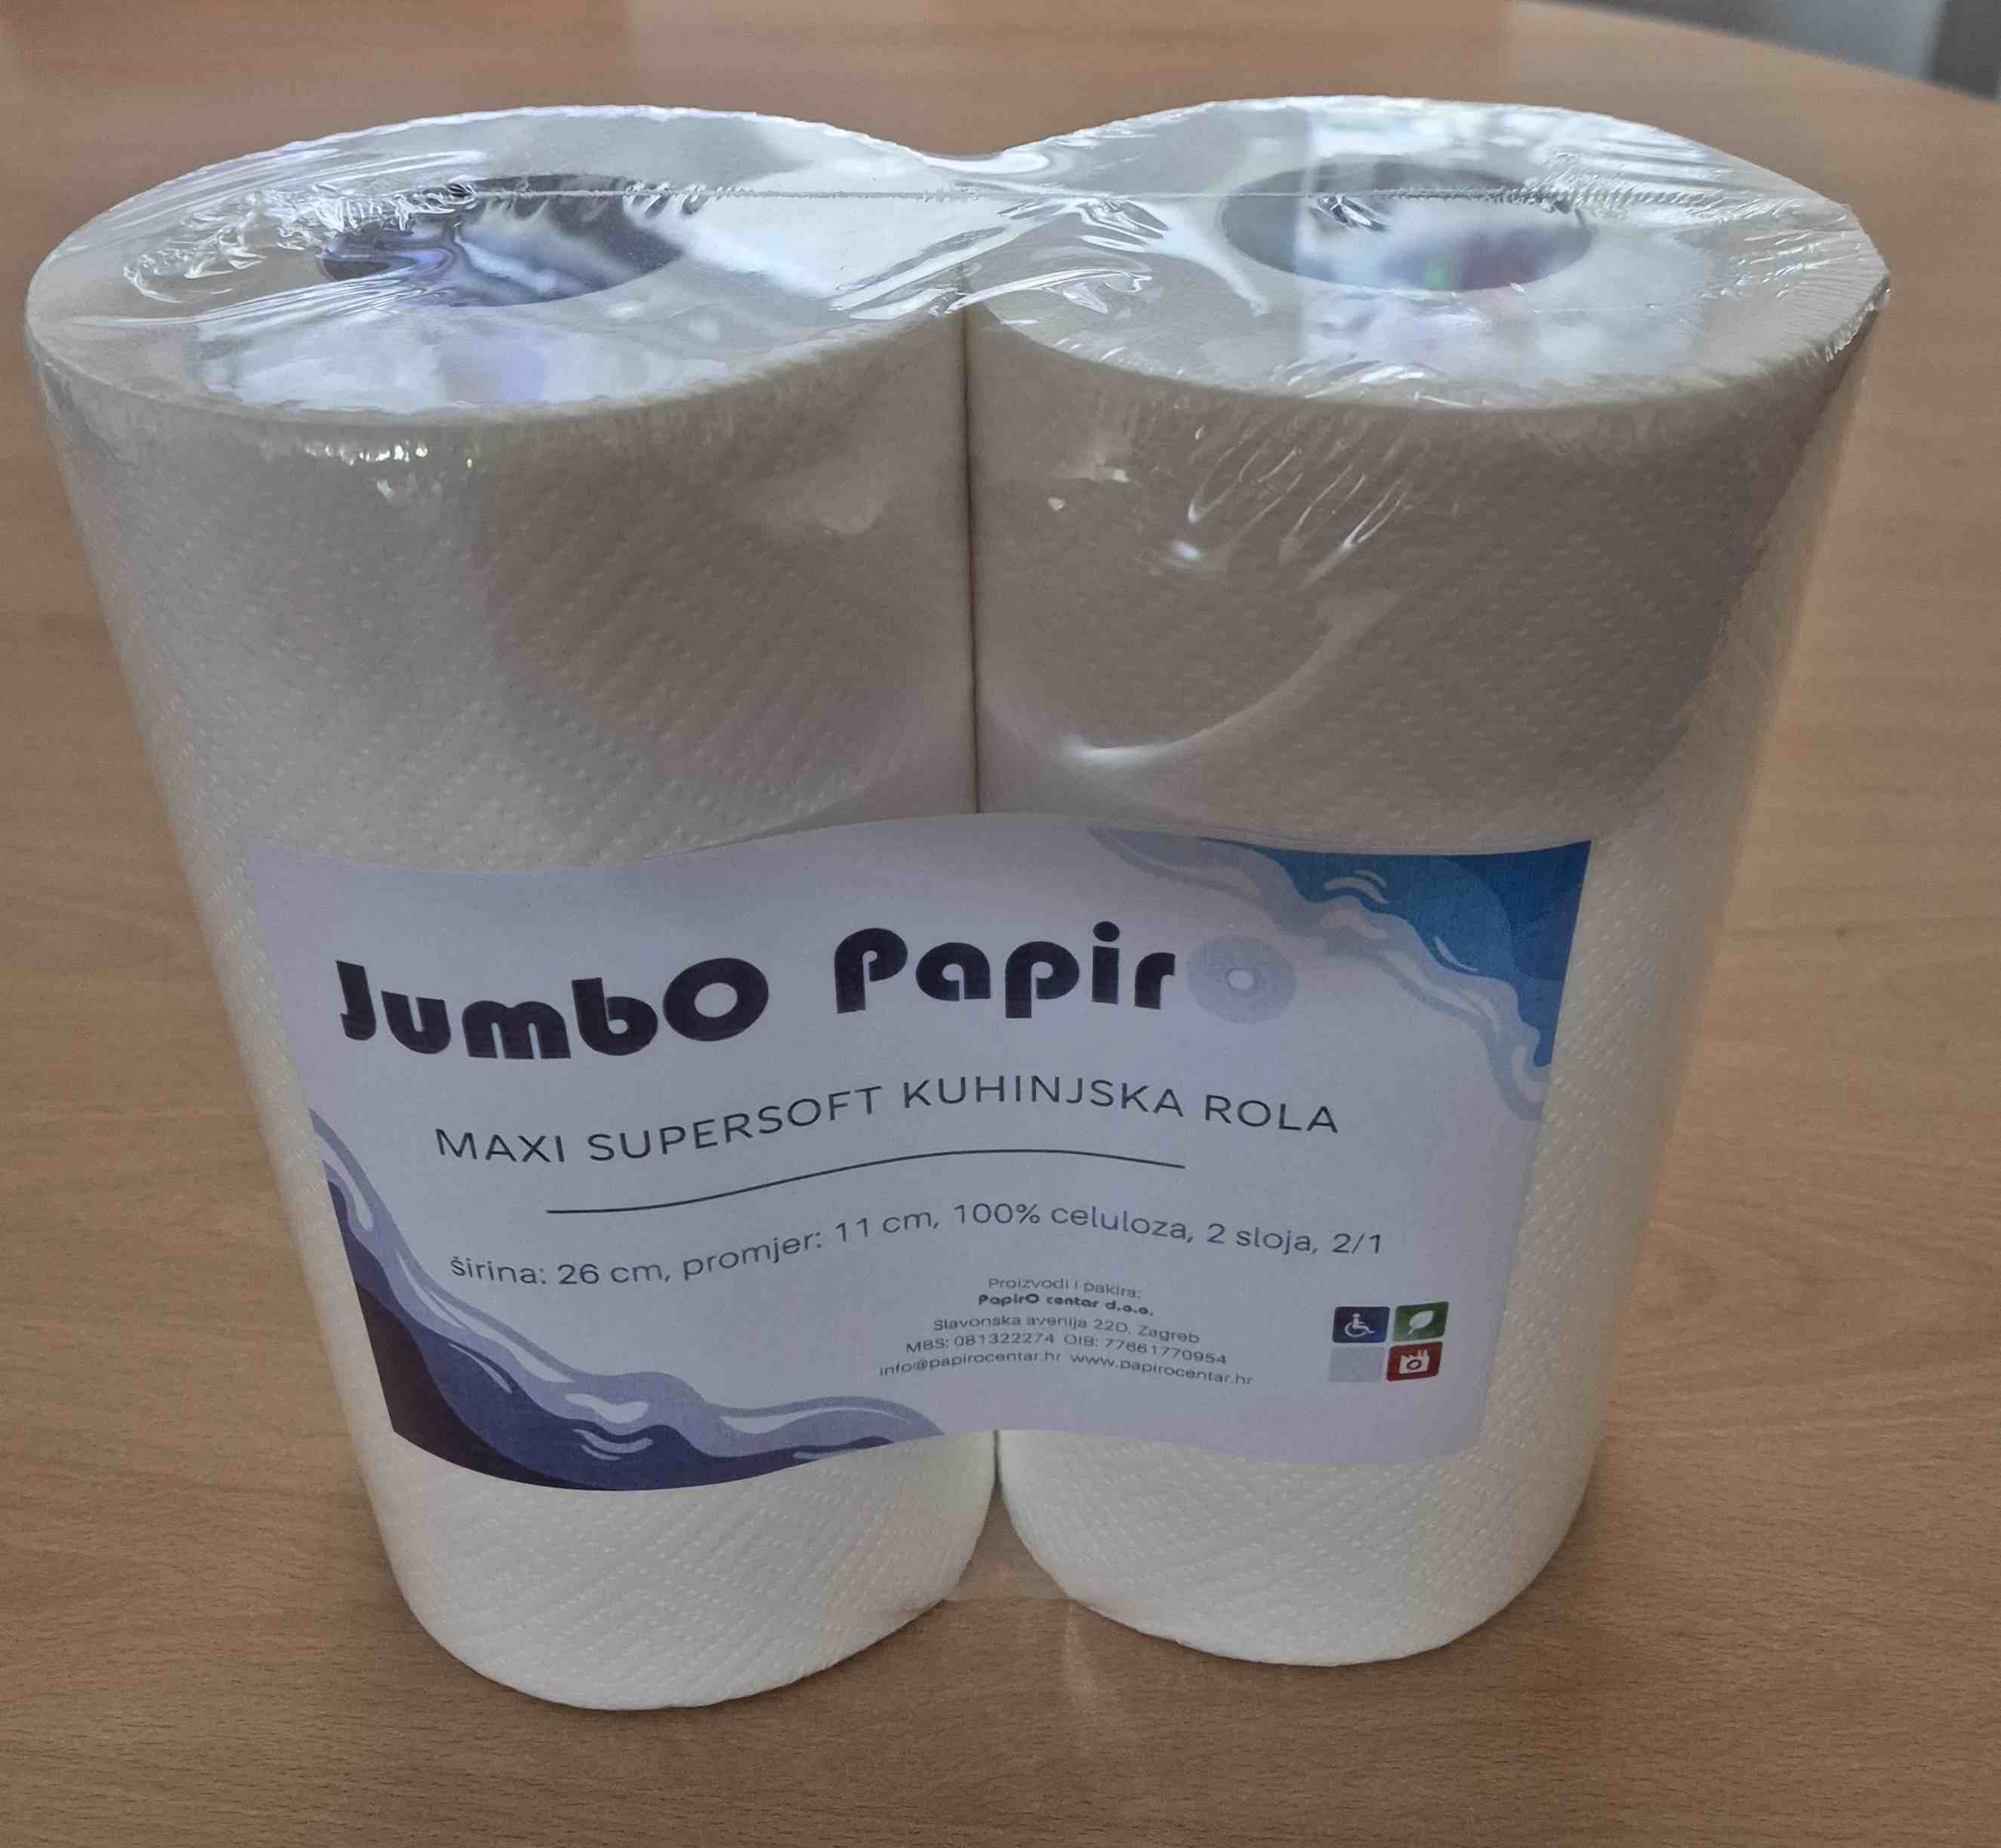 JumbO PapirO
MAXI SUPERSOFT KUHINJSKA ROLA
širina: 26 cm, promjer: 11 cm, 100% celuloza, 2 sloja, 2/1
Proizvodi i pakira:
PapirO centar d.o.o.
Slavonska avenija 22D, Zagreb
MBS: 081322274 OIB: 77661770954
info@papirocentar.hr www.papirocentar.hr